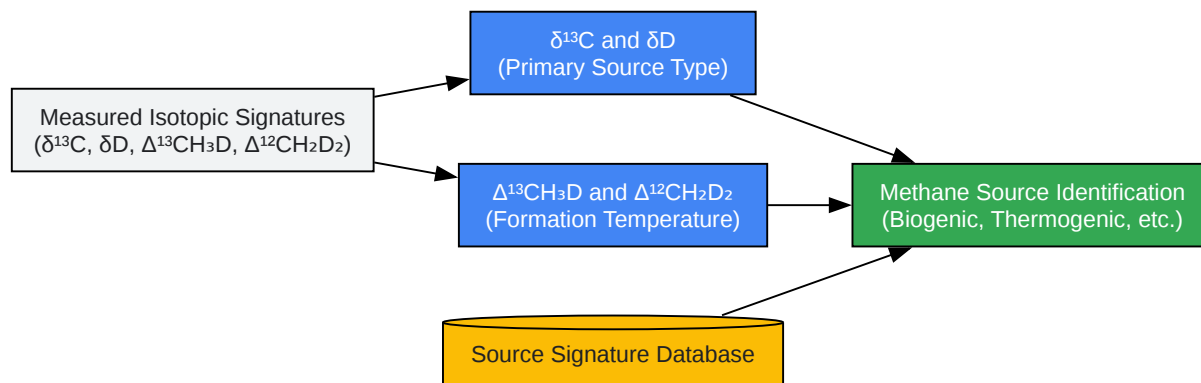 δ¹³C and δD
(Primary Source Type)
Measured Isotopic Signatures
(δ¹³C, δD, Δ¹³CH₃D, Δ¹²CH₂D₂)
Δ¹³CH₃D and Δ¹²CH₂D₂
(Formation Temperature)
Methane Source Identification
(Biogenic, Thermogenic, etc.)
Source Signature Database